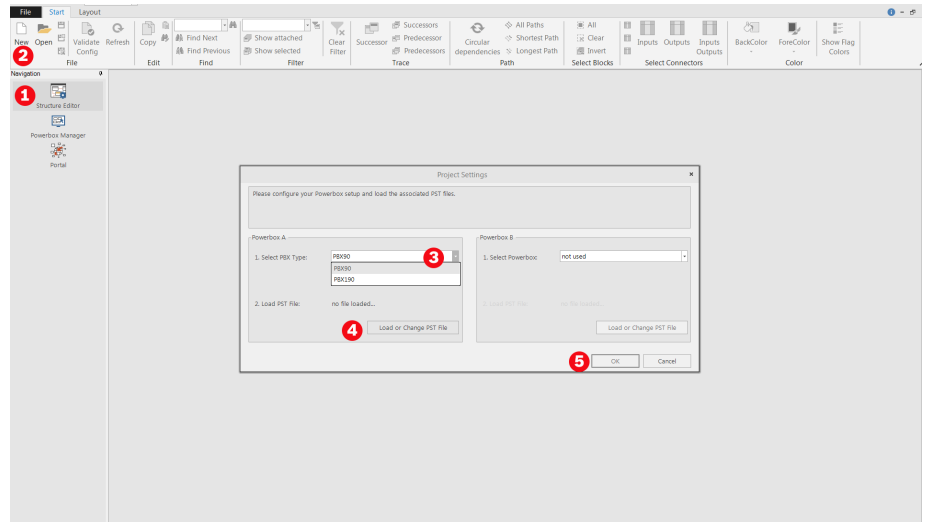 File Start Layout
New Open Validate Config Refresh Copy Find Next Find Previous Show attached Show selected Clear Filter Successor Successors Predecessor Predecessors Circular dependencies All Paths Shortest Path Longest Path All Clear Invert Inputs Outputs Inputs Outputs BackColor ForeColor Show Flag Colors
File Edit Find Filter Trace Path Select Blocks Select Connectors Color
2
Navigation
1
Structure Editor
Powerbox Manager
Portal
Project Settings
Please configure your Powerbox setup and load the associated PST files.
Powerbox A
1. Select PBX Type: PBX90
3
PBX90
PBX190
2. Load PST File: no file loaded...
4
Load or Change PST File
Powerbox B
1. Select Powerbox: not used
2. Load PST File: no file loaded...
Load or Change PST File
5
OK Cancel